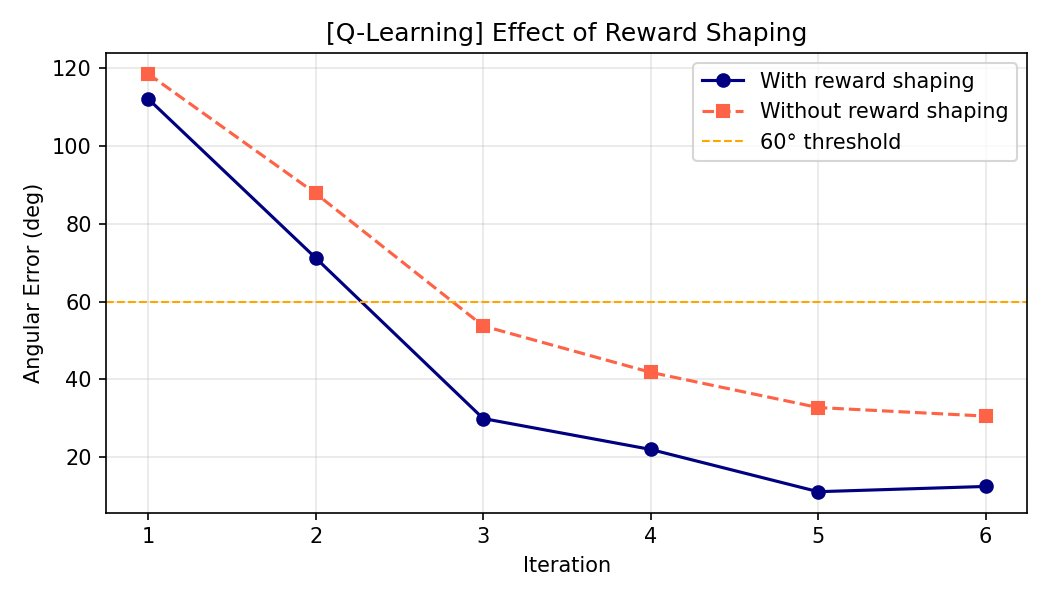 [Q-Learning] Effect of Reward Shaping
With reward shaping
Without reward shaping
60° threshold
Angular Error (deg)
120
100
80
60
40
20
1 2 3 4 5 6
Iteration